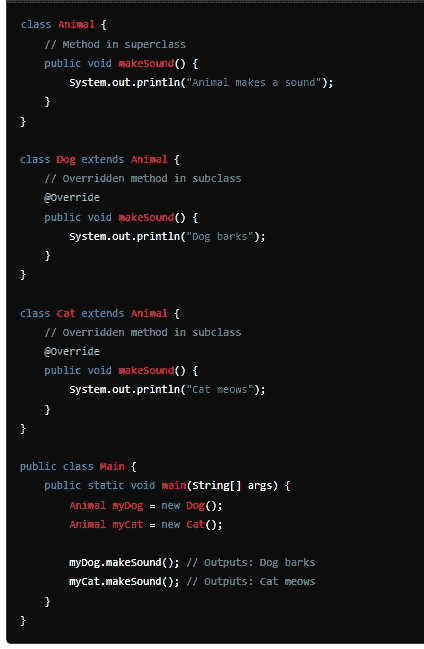 class Animal {
    // Method in superclass
    public void makeSound() {
        System.out.println("Animal makes a sound");
    }
}

class Dog extends Animal {
    // Overridden method in subclass
    @Override
    public void makeSound() {
        System.out.println("Dog barks");
    }
}

class Cat extends Animal {
    // Overridden method in subclass
    @Override
    public void makeSound() {
        System.out.println("Cat meows");
    }
}

public class Main {
    public static void main(String[] args) {
        Animal myDog = new Dog();
        Animal myCat = new Cat();

        myDog.makeSound(); // Outputs: Dog barks
        myCat.makeSound(); // Outputs: Cat meows
    }
}